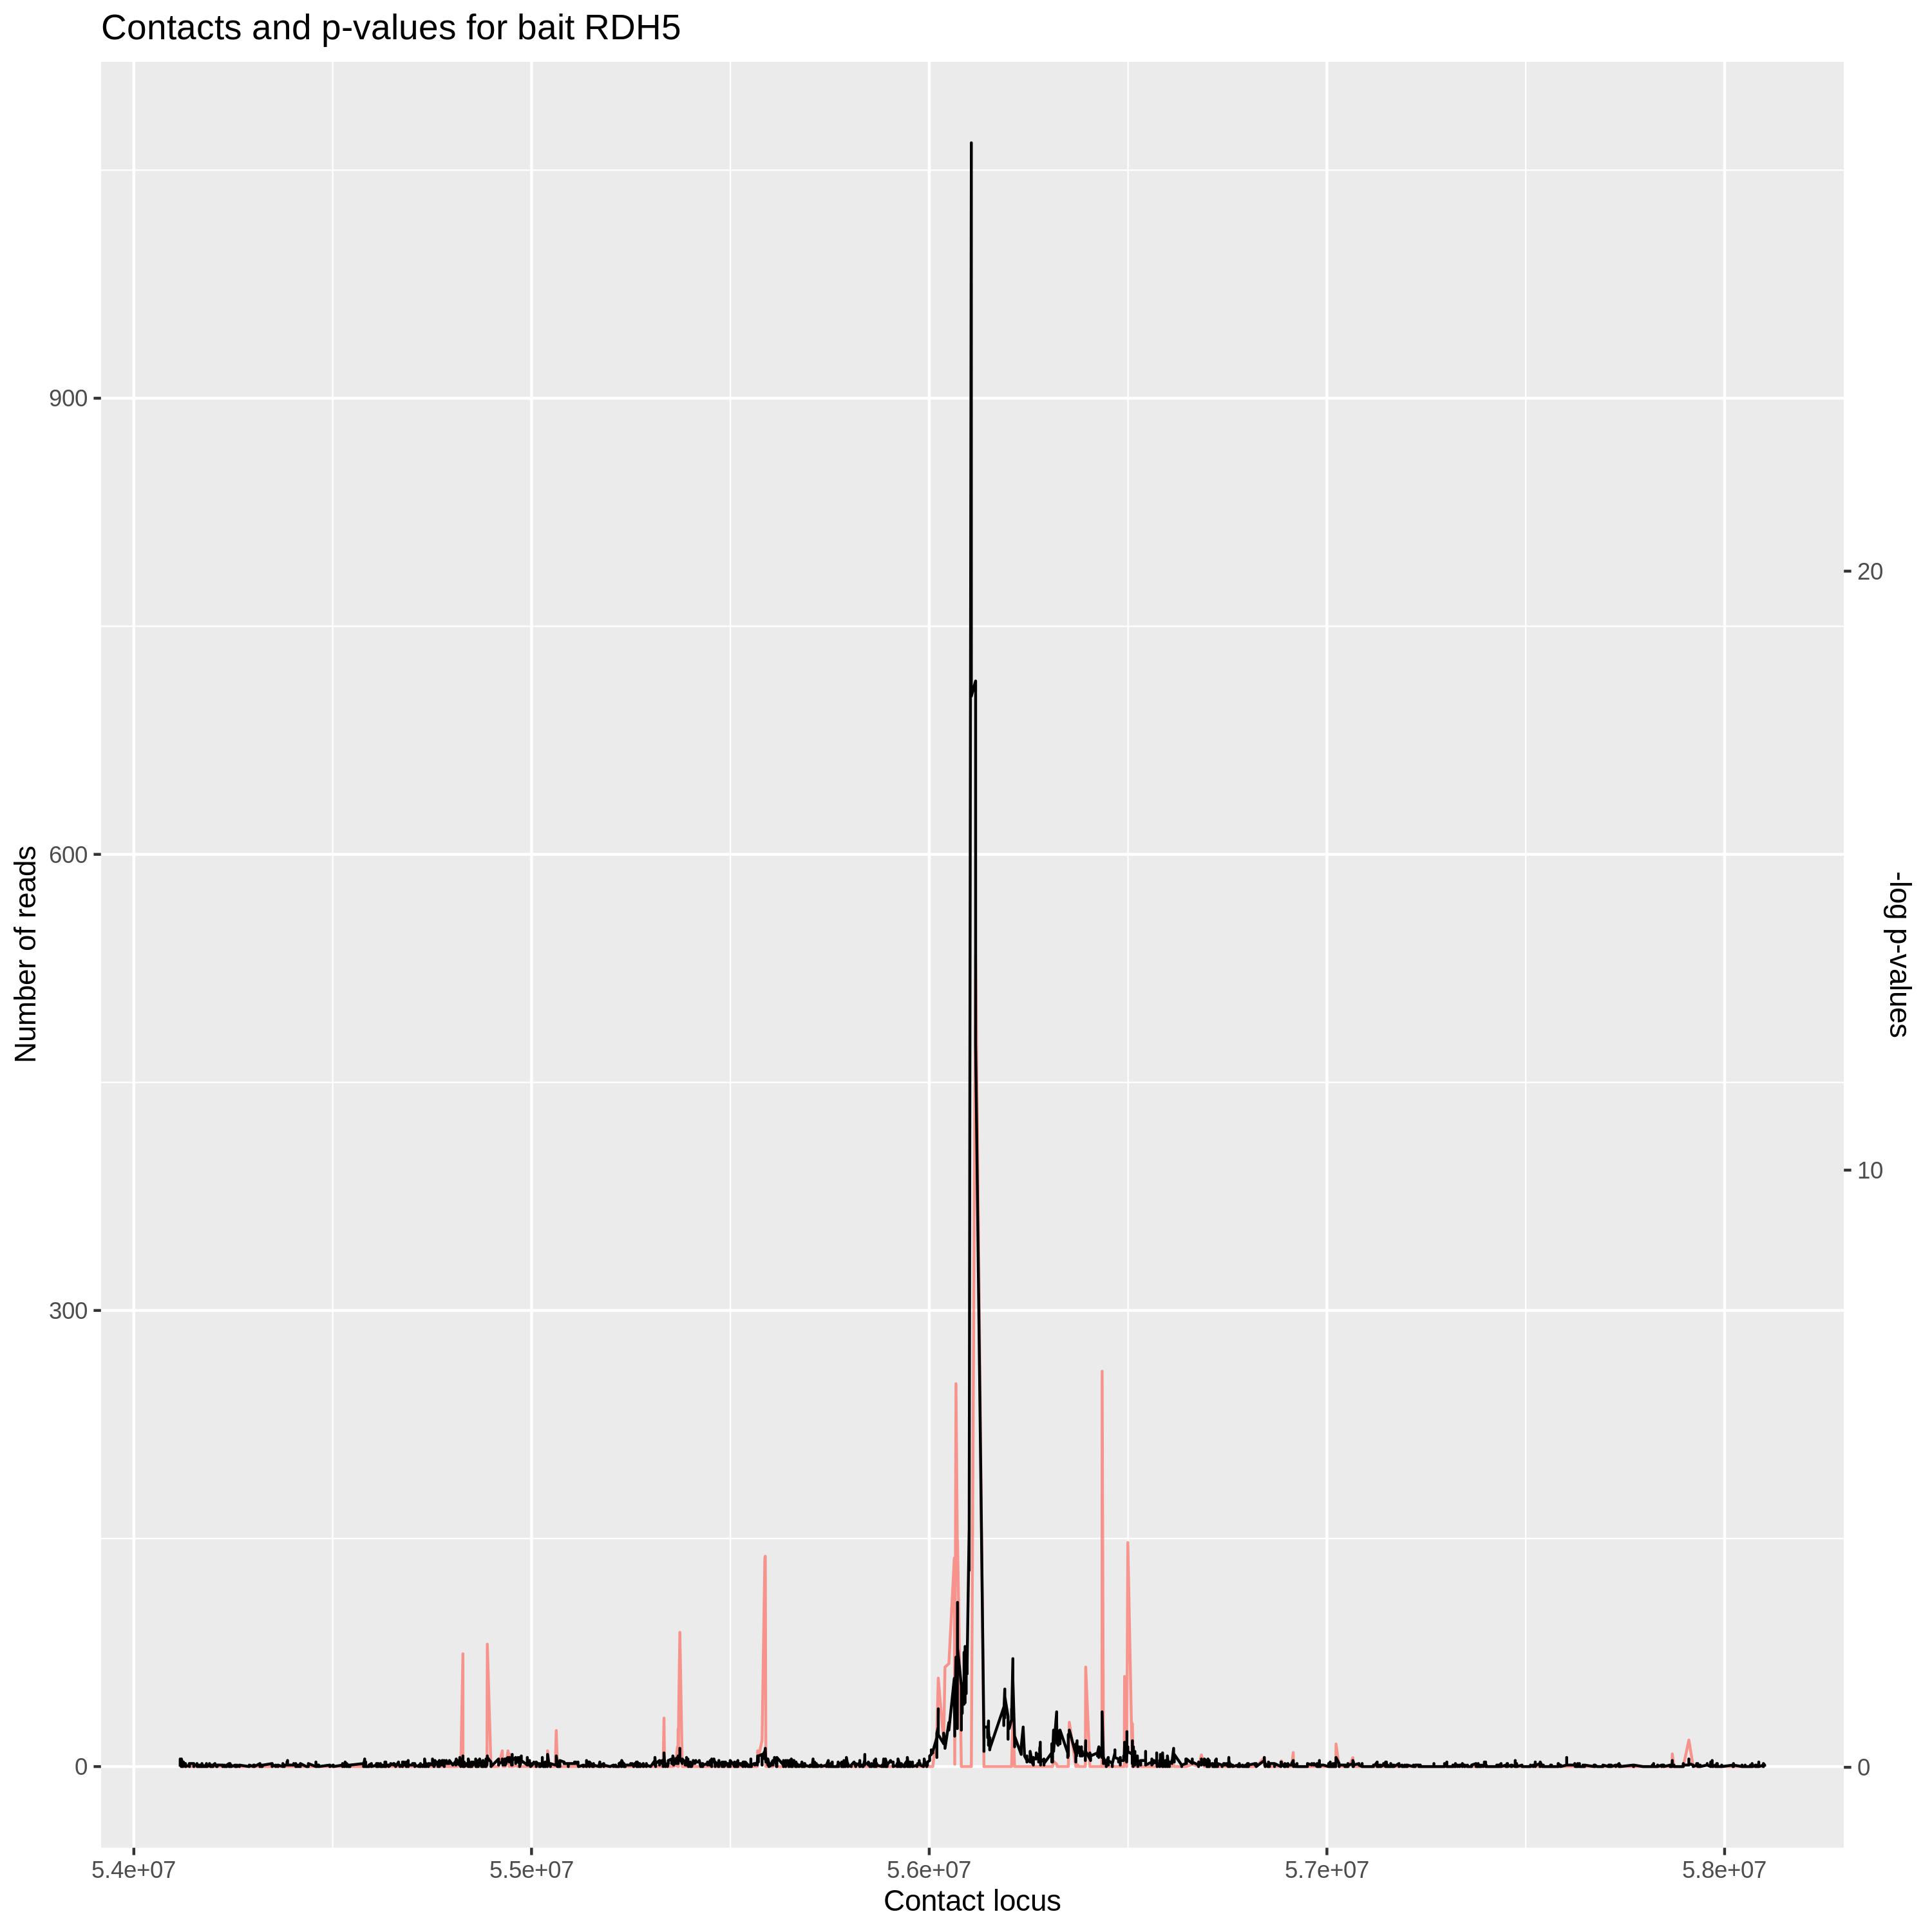 Contacts and p-values for bait RDH5
900
600
300
0
Number of reads
20
10
0
-log p-values
5.4e+07
5.5e+07
5.6e+07
5.7e+07
5.8e+07
Contact locus